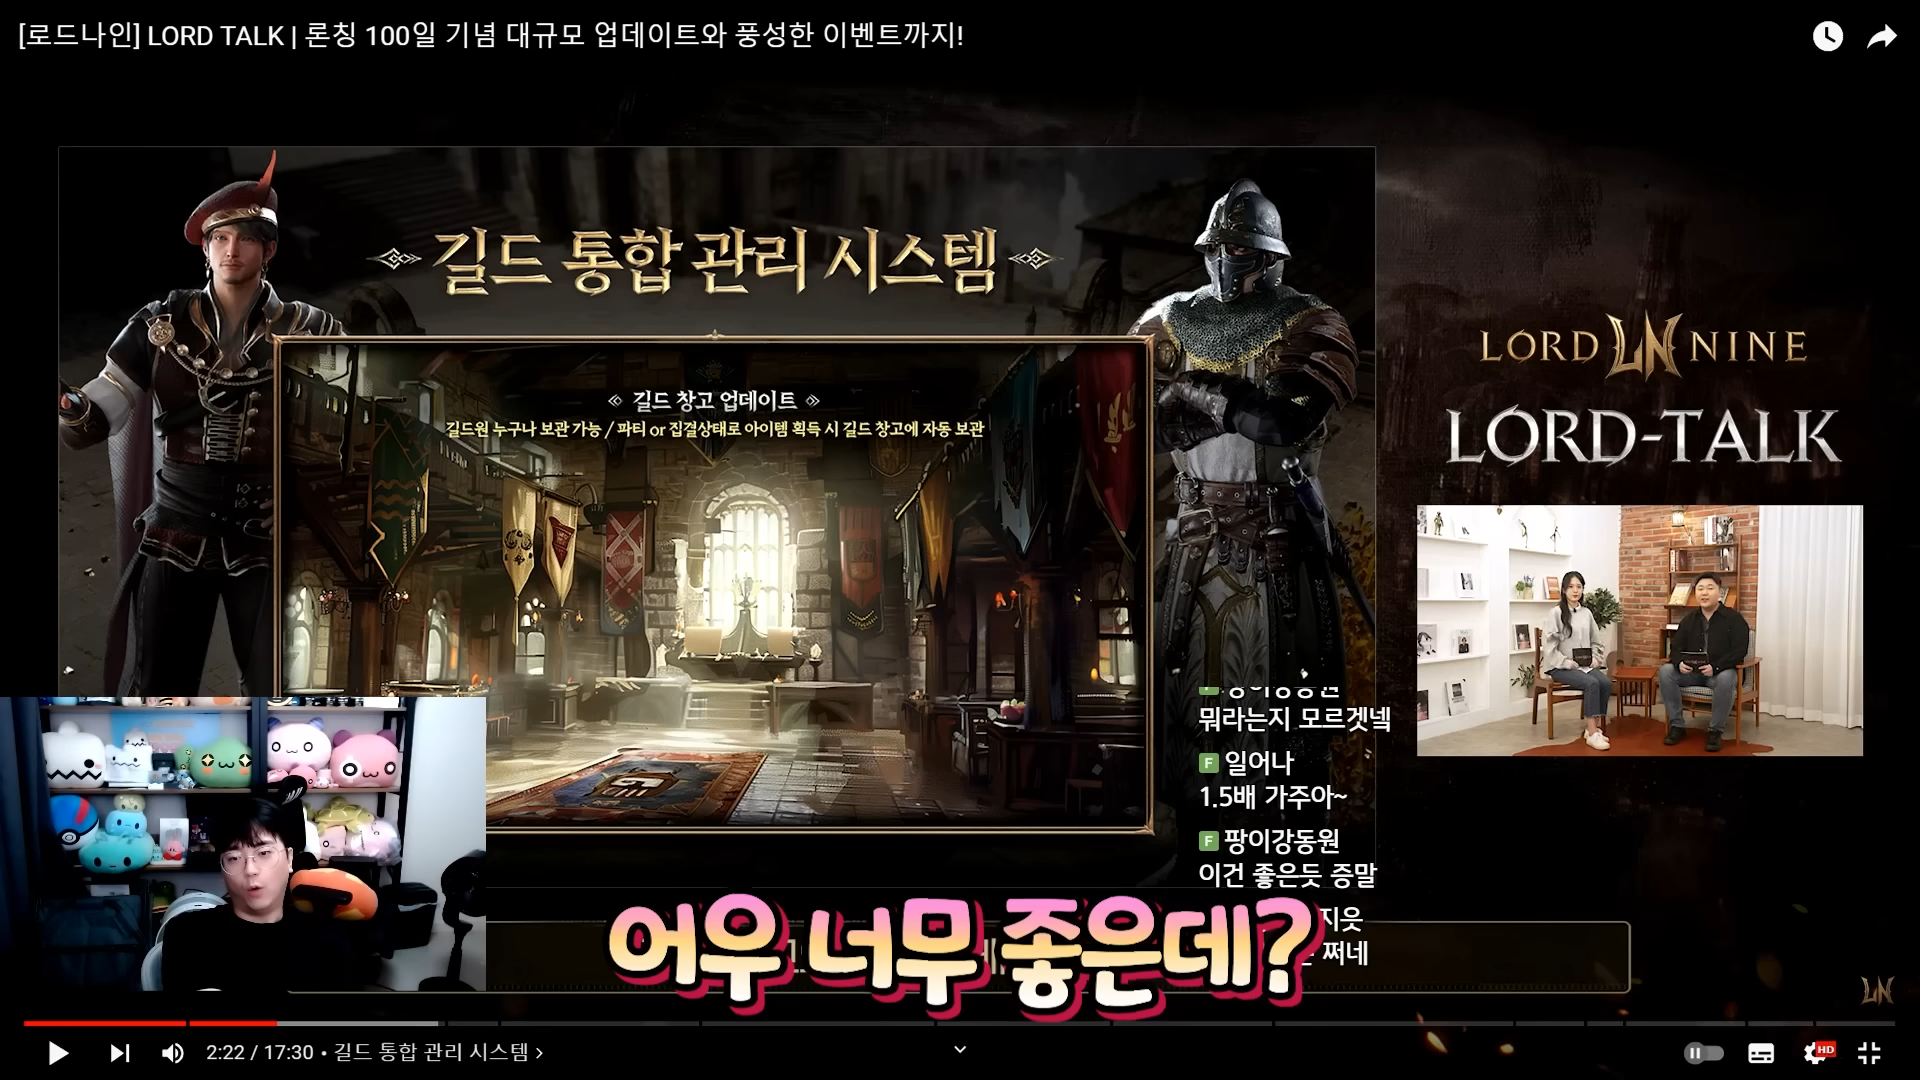 [로드나인] LORD TALK | 론칭 100일 기념 대규모 업데이트와 풍성한 이벤트까지!
길드 통합 관리 시스템
길드 창고 업데이트
길드원 누구나 보관 가능 / 파티 or 집결상태로 아이템 획득 시 길드 창고에 자동 보관
LORD LN NINE
LORD-TALK
뭐라는지 모르겟넼
F 일어나
1.5배 가주아~
F 팡이강동원
이건 좋은듯 증말
지웃
쩌네
어우 너무 좋은데?
LN
2:22 / 17:30 • 길드 통합 관리 시스템 >
HD